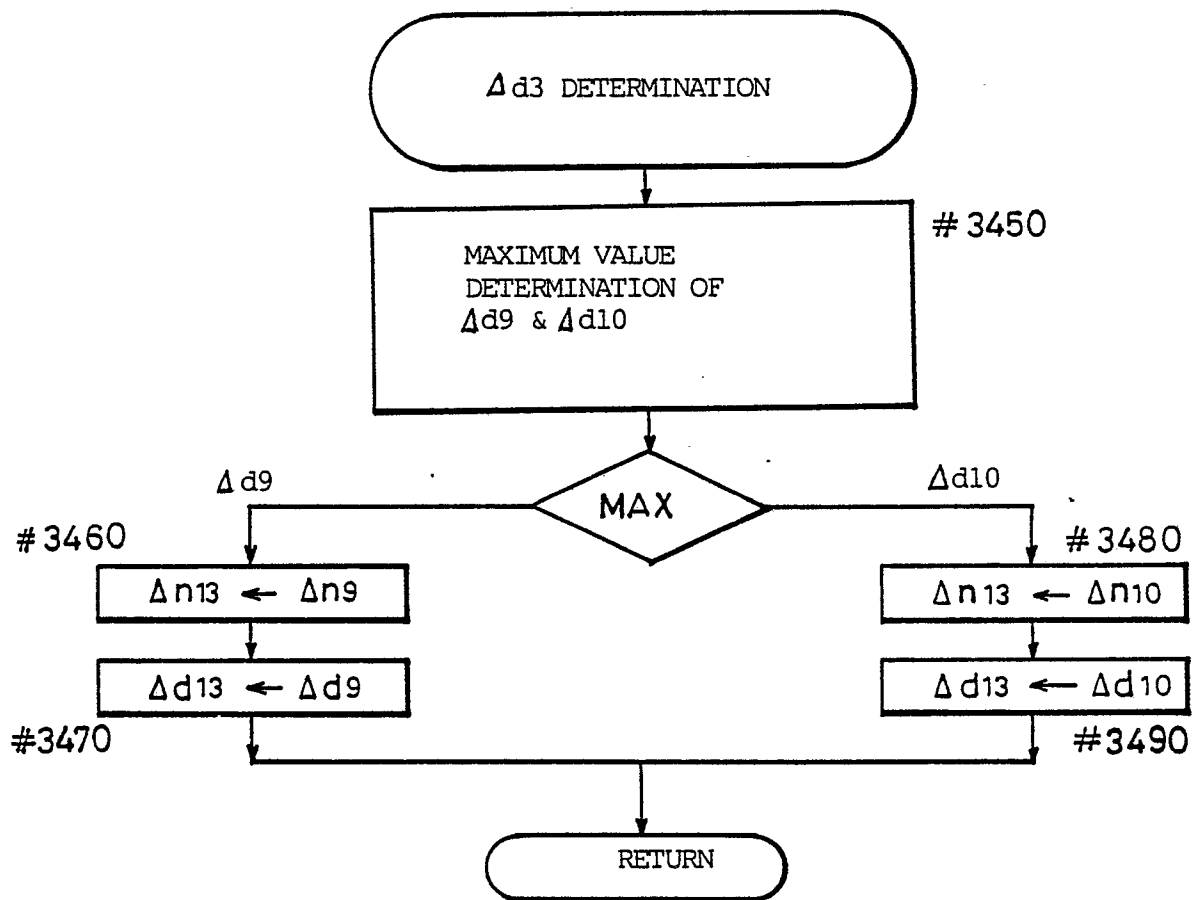 Δd3 DETERMINATION
#3450
MAXIMUM VALUE
DETERMINATION OF
Δd9 & Δd10
Δd9
MAX
Δd10
#3460
#3480
Δn13 ← Δn9
Δn13 ← Δn10
Δd13 ← Δd9
Δd13 ← Δd10
#3470
#3490
RETURN